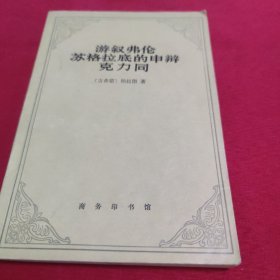 游叙弗伦
苏格拉底的申辩
克力同
〔古希腊〕柏拉图 著
商务印书馆